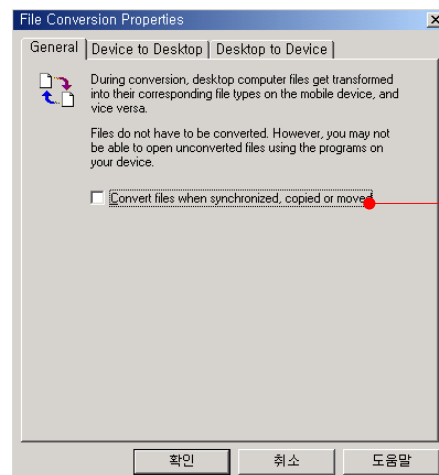 File Conversion Properties
General
Device to Desktop
Desktop to Device
During conversion, desktop computer files get transformed
into their corresponding file types on the mobile device, and
vice versa.
Files do not have to be converted. However, you may not
be able to open unconverted files using the programs on
your device.
Convert files when synchronized, copied or moved
확인
취소
도움말